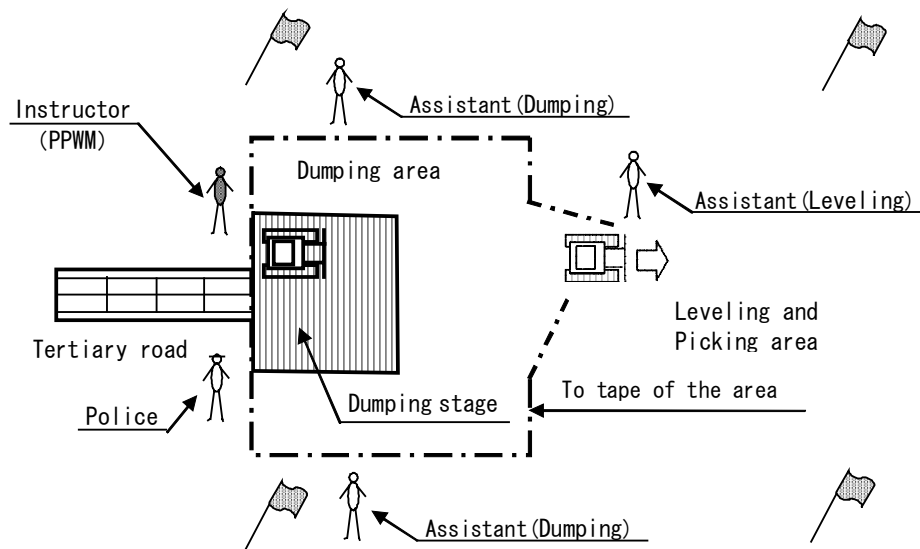 Assistant(Dumping)
Instructor
(PPWM)
Dumping area
Assistant(Leveling)
Leveling and
Picking area
Tertiary road
To tape of the area
Dumping stage
Police
Assistant(Dumping)